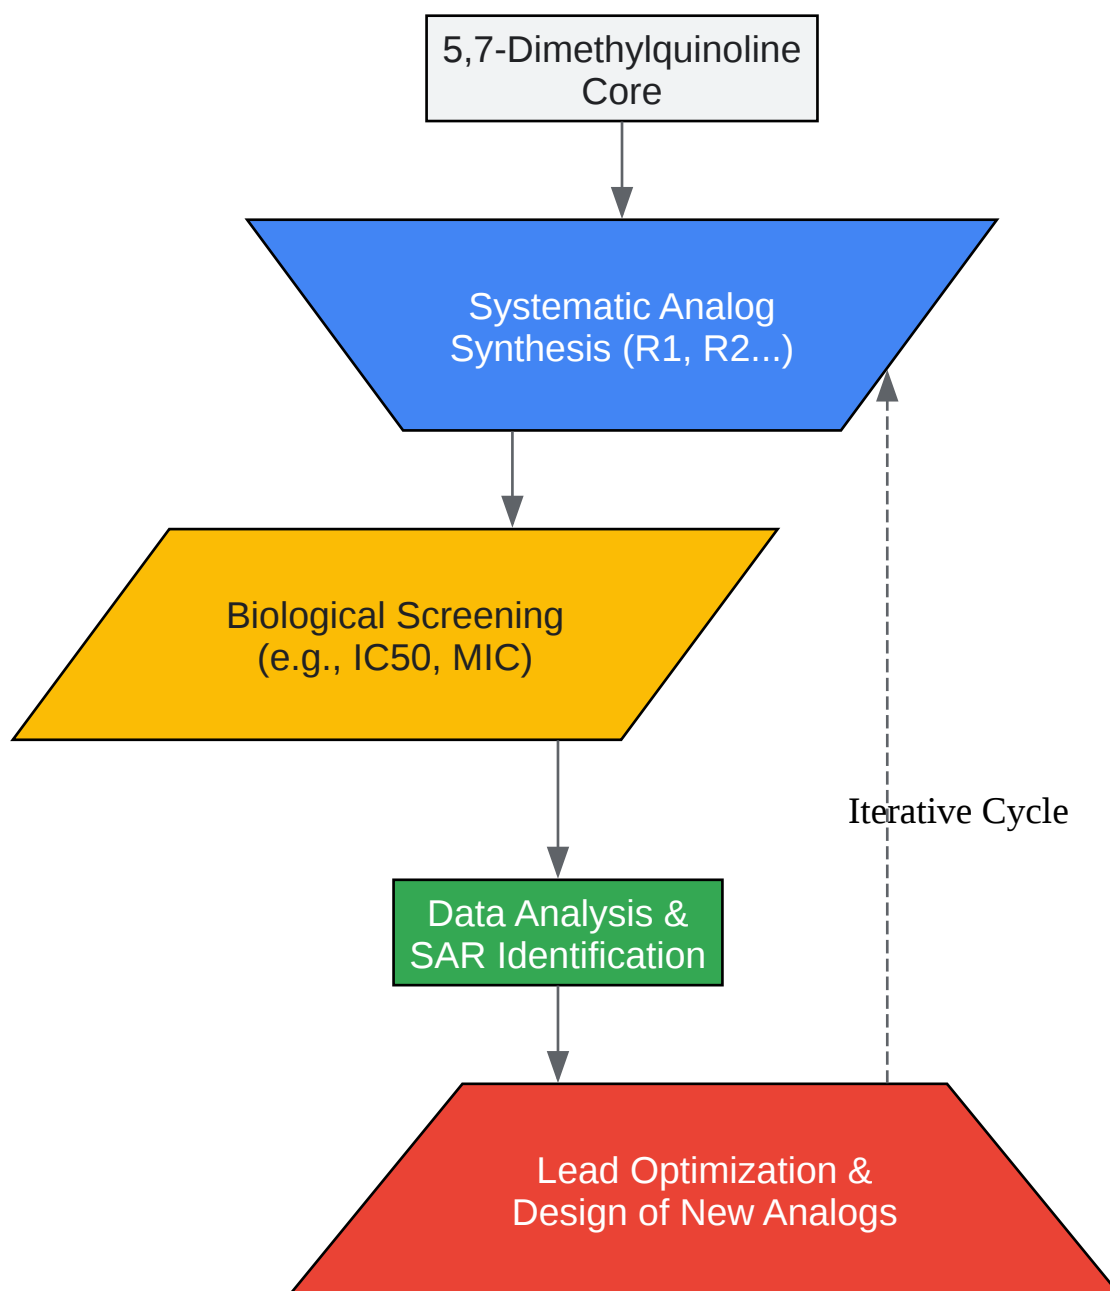 5,7-Dimethylquinoline
Core
Systematic Analog
Synthesis (R1, R2...)
Biological Screening
(e.g., IC50, MIC)
Iterative Cycle
Data Analysis &
SAR Identification
Lead Optimization &
Design of New Analogs